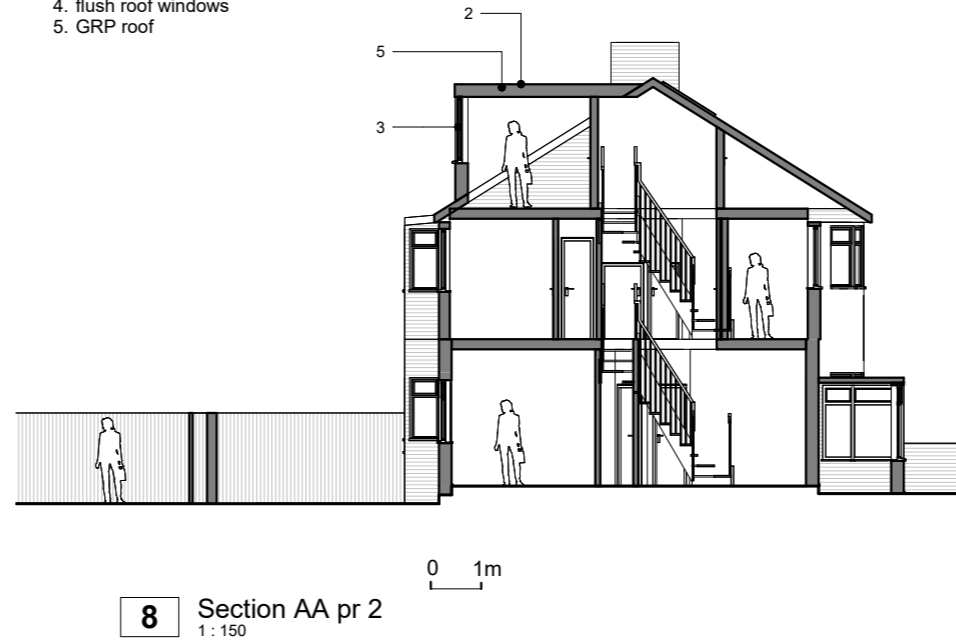 4. flush roof windows
5. GRP roof
2
5
3
0 1m
8 Section AA pr 2
1 : 150